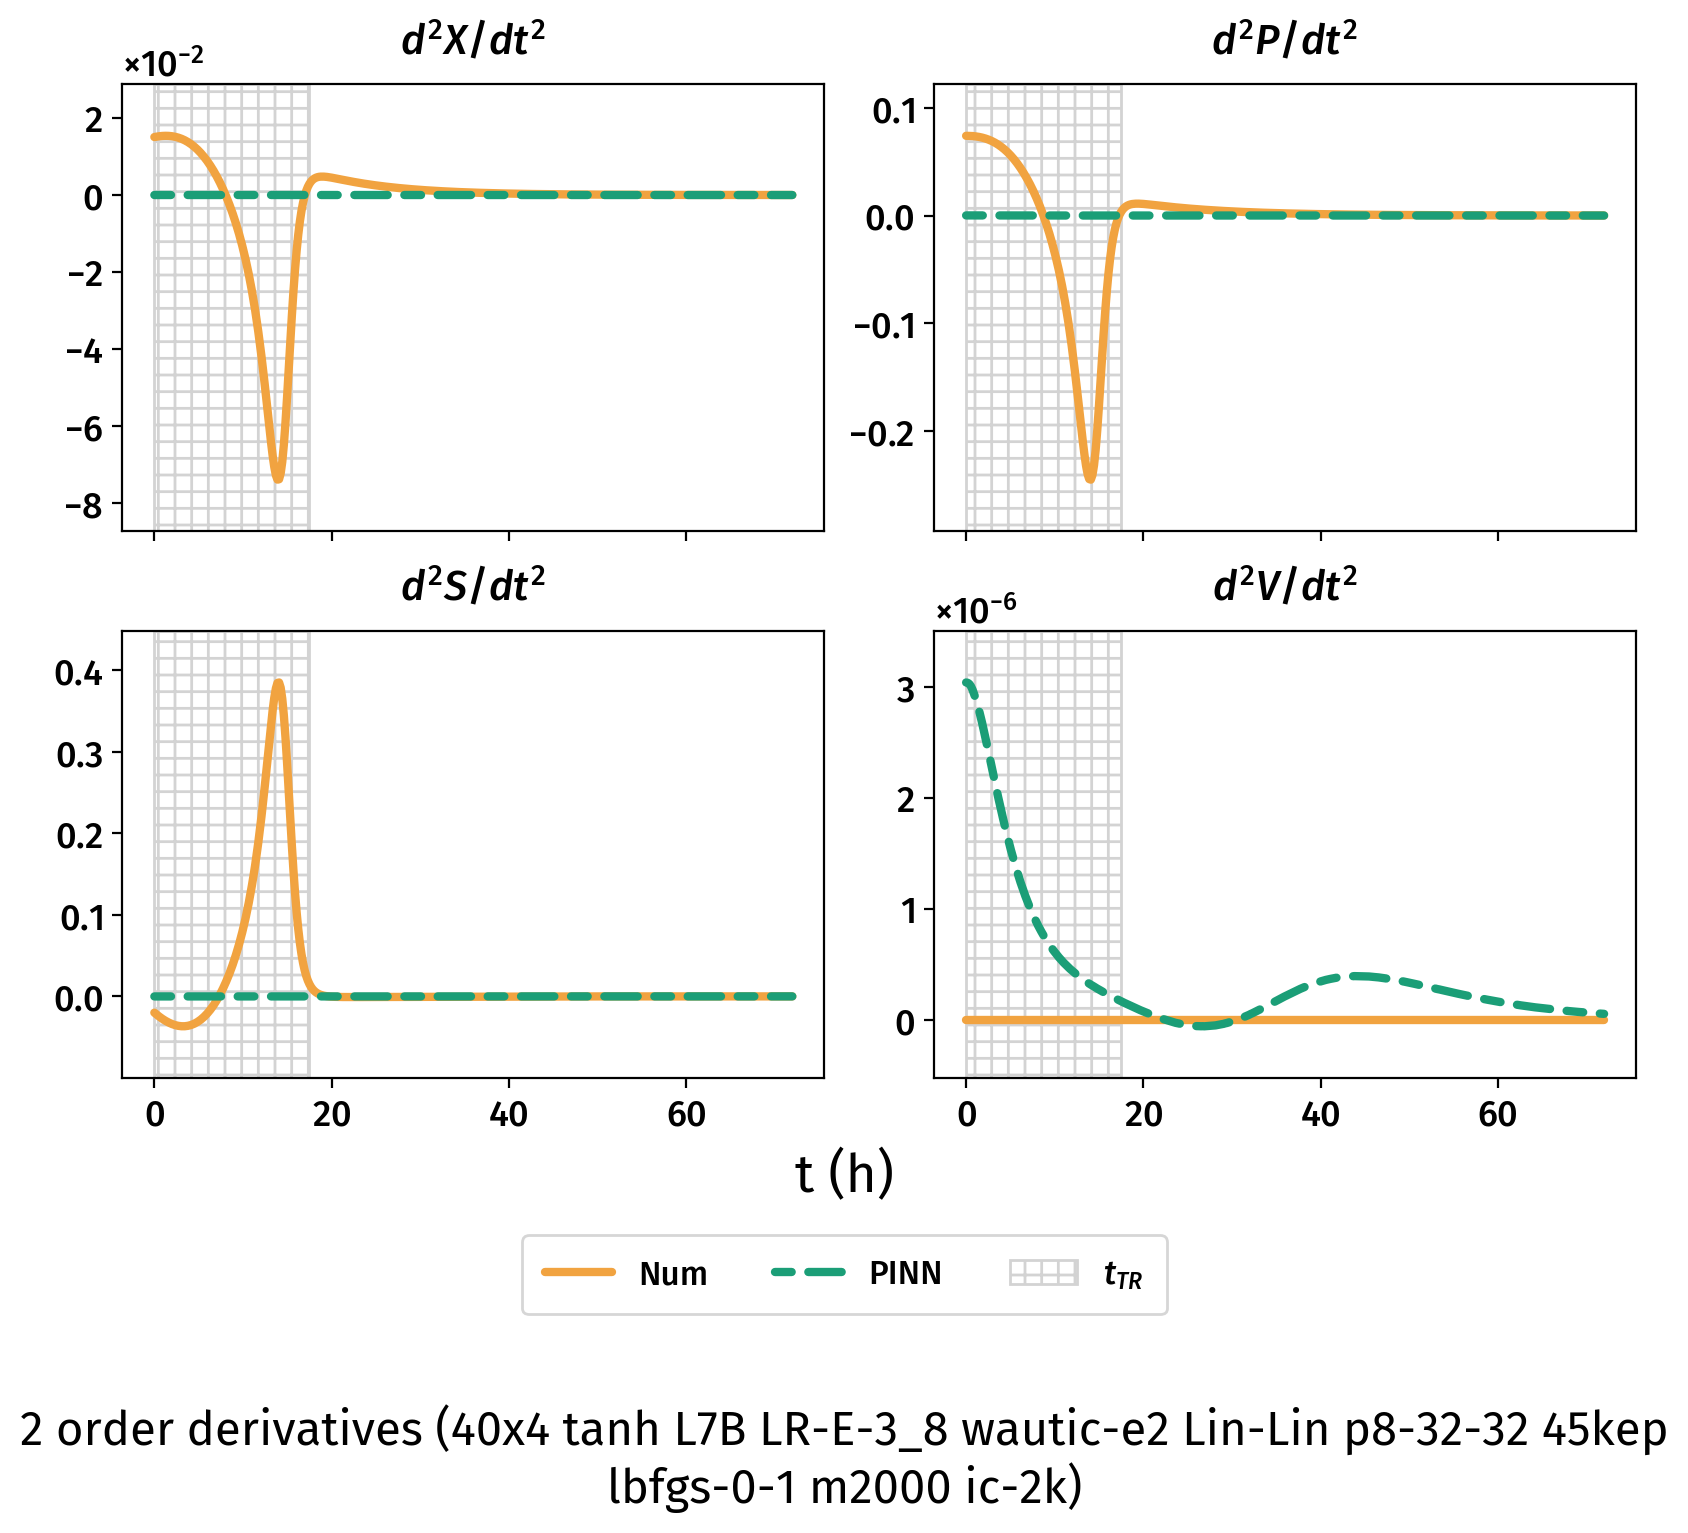 d²X/dt²
×10⁻²
2
0
−2
−4
−6
−8
d²P/dt²
0.1
0.0
−0.1
−0.2
d²S/dt²
0.4
0.3
0.2
0.1
0.0
0 20 40 60
d²V/dt²
×10⁻⁶
3
2
1
0
0 20 40 60
t (h)
Num PINN t_TR
2 order derivatives (40x4 tanh L7B LR-E-3_8 wautic-e2 Lin-Lin p8-32-32 45kep
lbfgs-0-1 m2000 ic-2k)